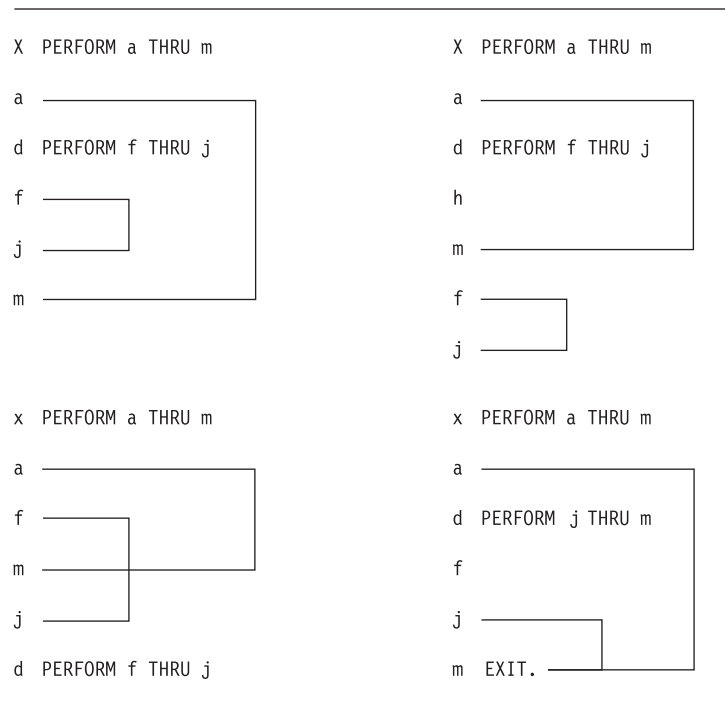 X PERFORM a THRU m
a
d PERFORM f THRU j
f
j
m
X PERFORM a THRU m
a
d PERFORM f THRU j
h
m
f
j
x PERFORM a THRU m
a
f
m
j
d PERFORM f THRU j
x PERFORM a THRU m
a
d PERFORM j THRU m
f
j
m EXIT.